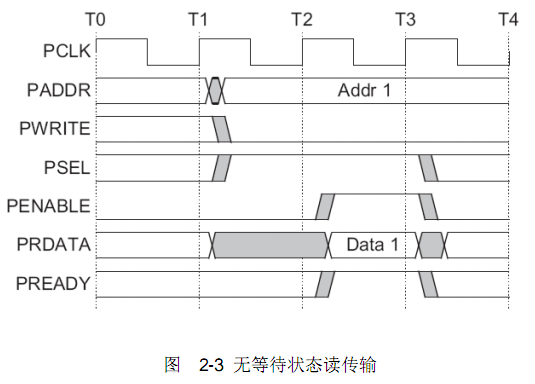 T0 T1 T2 T3 T4
PCLK
PADDR Addr 1
PWRITE
PSEL
PENABLE
PRDATA Data 1
PREADY
图 2-3 无等待状态读传输